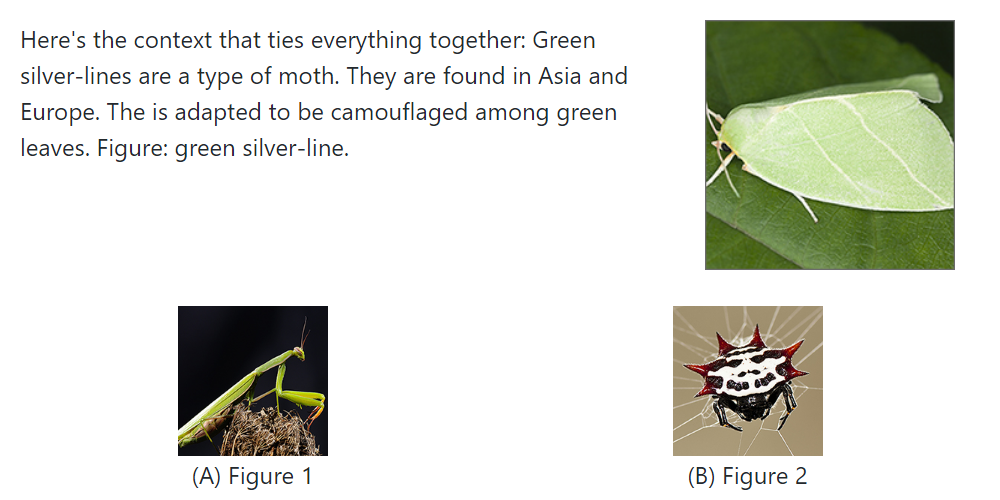 Here's the context that ties everything together: Green
silver-lines are a type of moth. They are found in Asia and
Europe. The is adapted to be camouflaged among green
leaves. Figure: green silver-line.
(A) Figure 1
(B) Figure 2